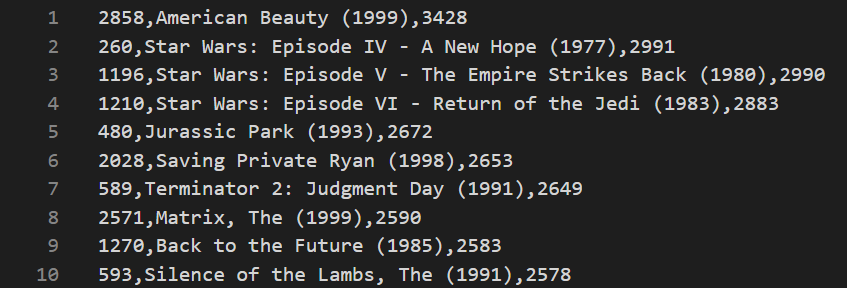 1 2858,American Beauty (1999),3428
2 260,Star Wars: Episode IV - A New Hope (1977),2991
3 1196,Star Wars: Episode V - The Empire Strikes Back (1980),2990
4 1210,Star Wars: Episode VI - Return of the Jedi (1983),2883
5 480,Jurassic Park (1993),2672
6 2028,Saving Private Ryan (1998),2653
7 589,Terminator 2: Judgment Day (1991),2649
8 2571,Matrix, The (1999),2590
9 1270,Back to the Future (1985),2583
10 593,Silence of the Lambs, The (1991),2578